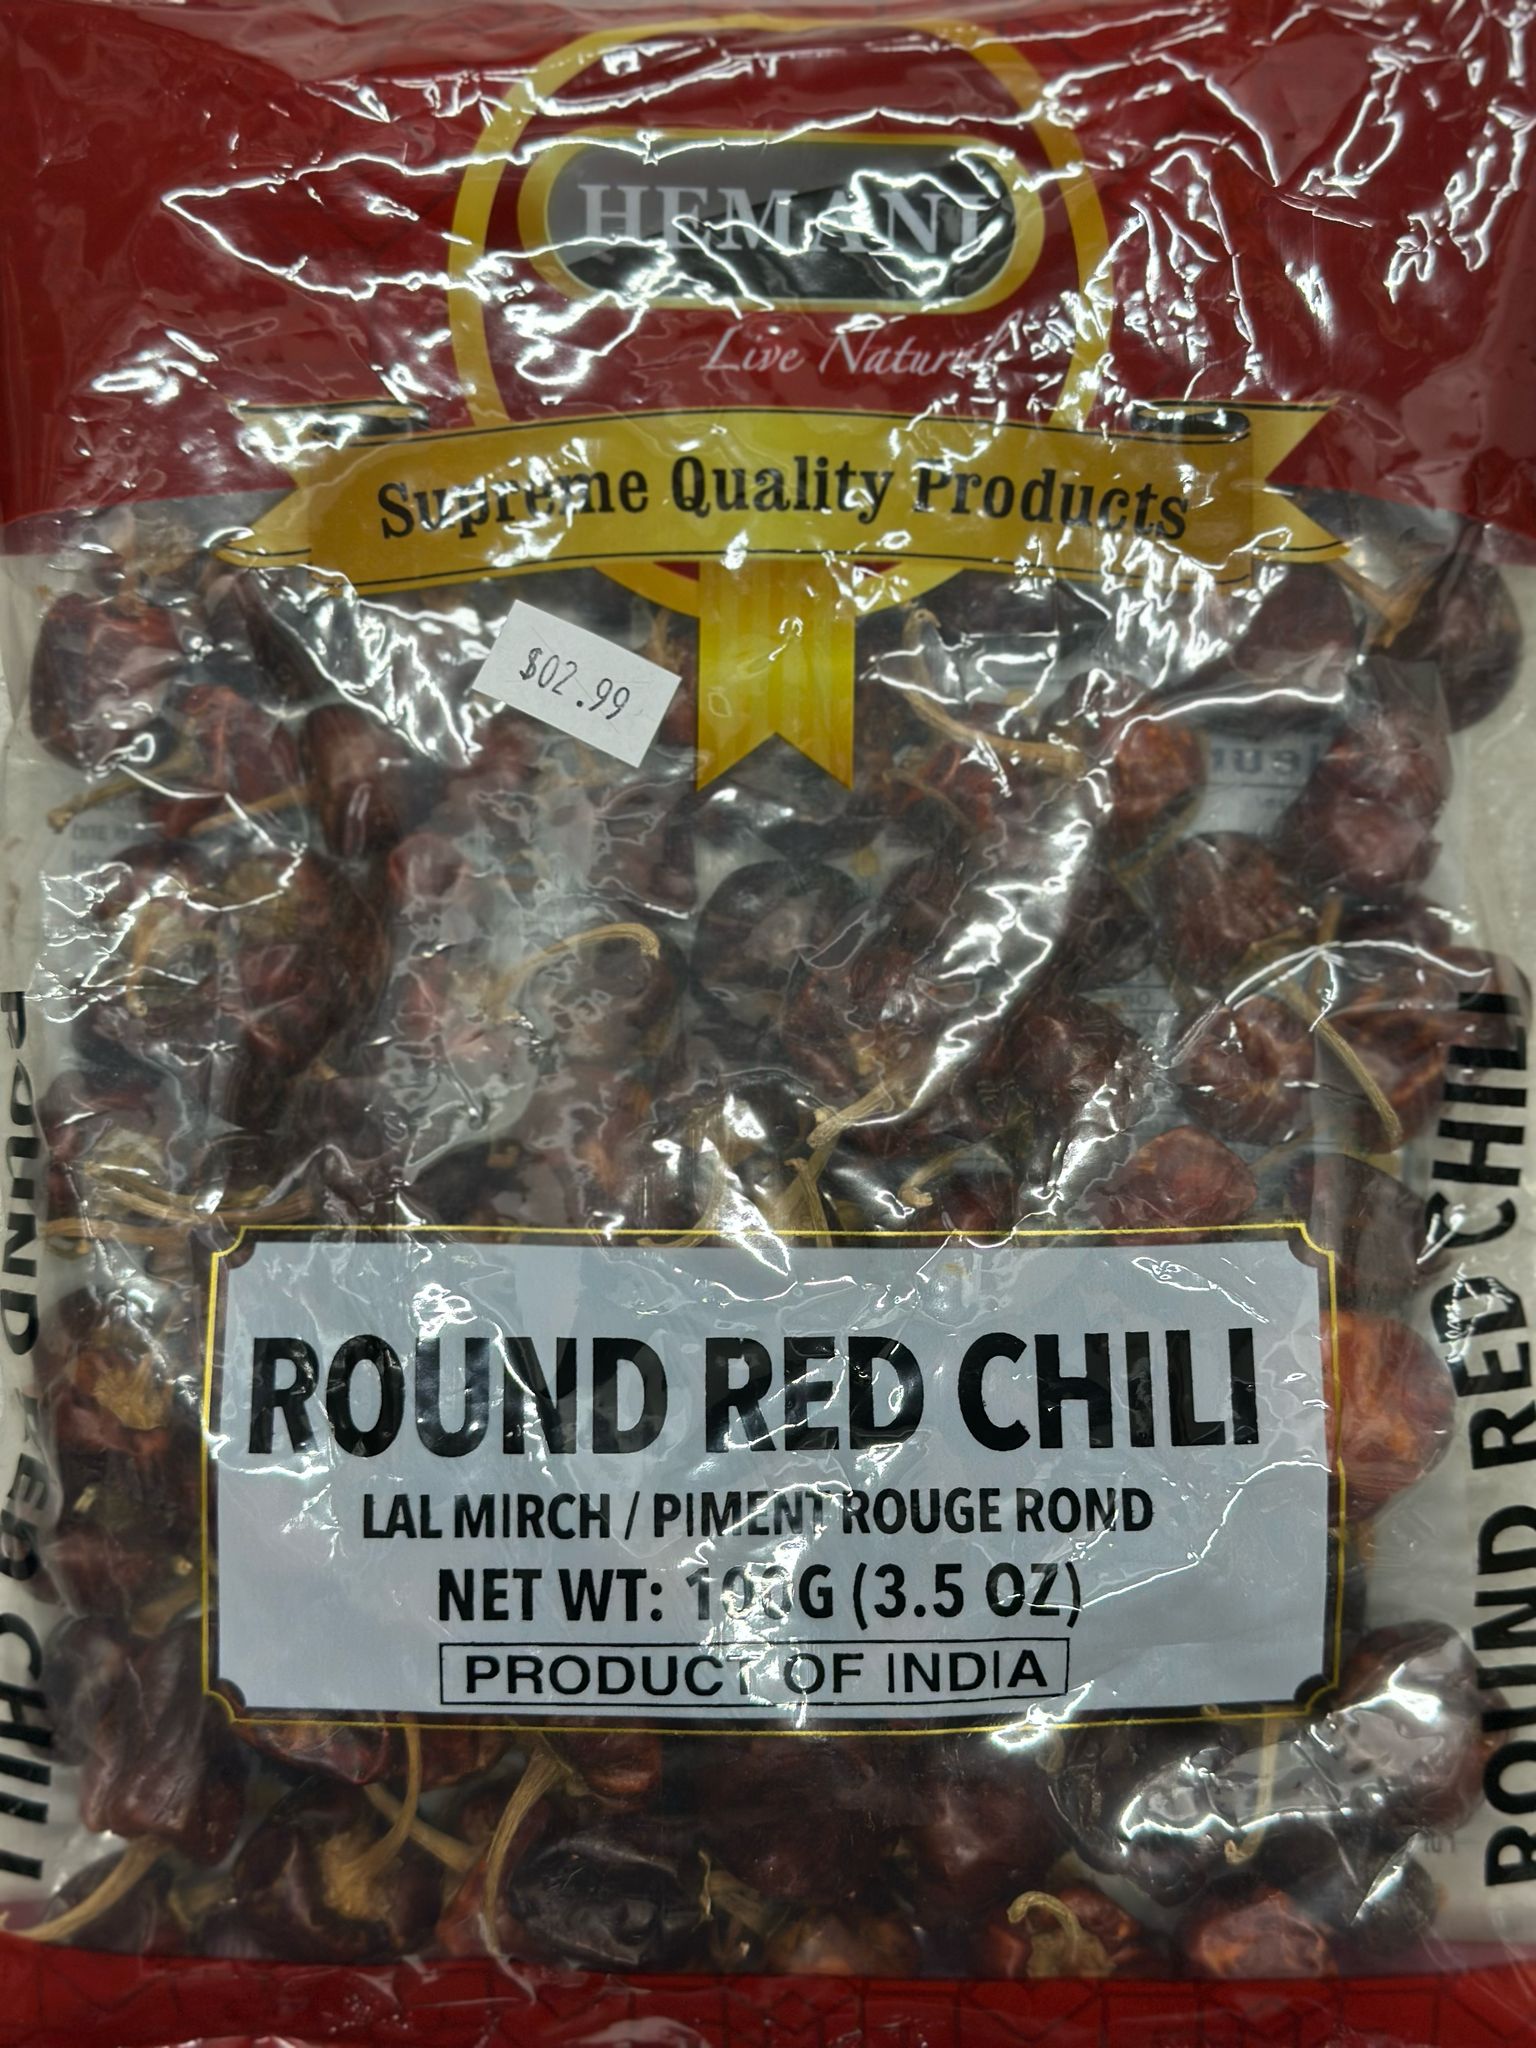 HEMANI
Live Natural
Supreme Quality Products
$02.99
ROUND RED CHILI
LAL MIRCH / PIMENT ROUGE ROND
NET WT: 100G (3.5 OZ)
PRODUCT OF INDIA
ROUND RED CHILI
ROUND RED CHILI